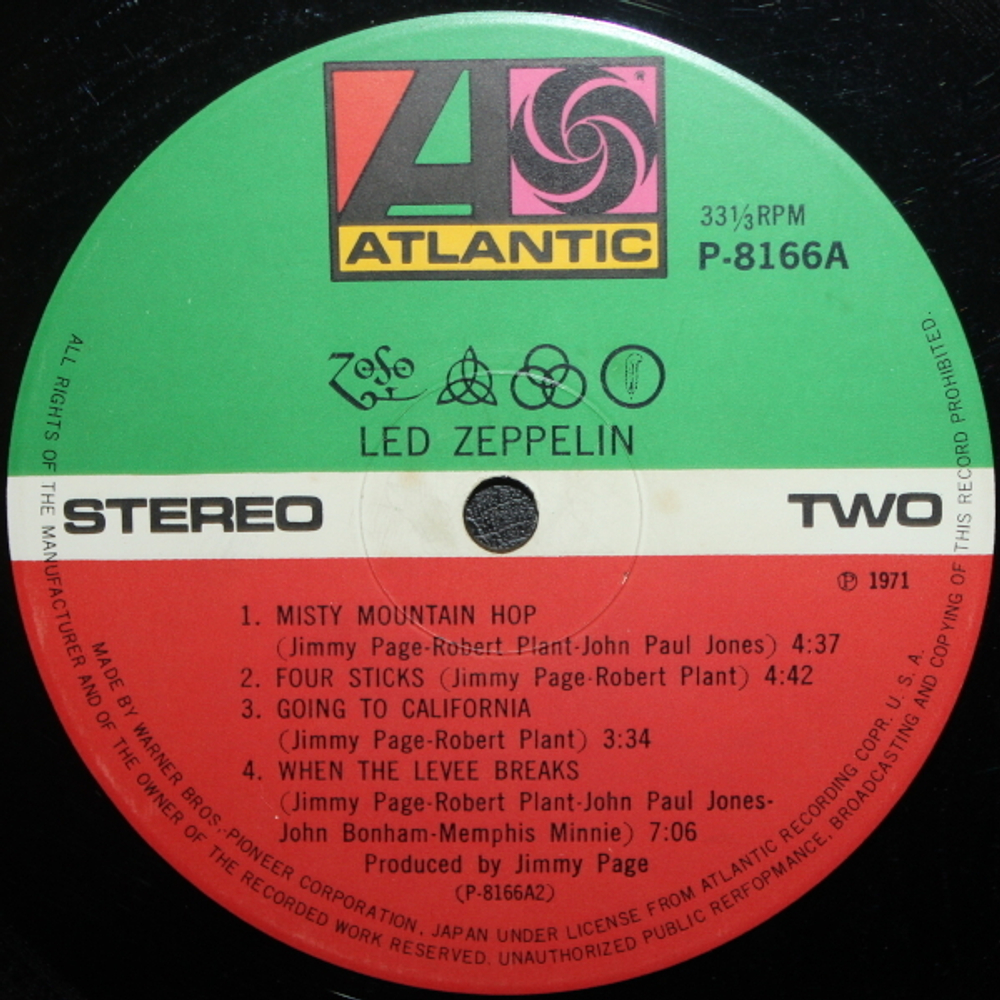 ATLANTIC
33⅓RPM
P-8166A
ZoSo
LED ZEPPELIN
STEREO
TWO
℗ 1971
1. MISTY MOUNTAIN HOP
(Jimmy Page-Robert Plant-John Paul Jones) 4:37
2. FOUR STICKS (Jimmy Page-Robert Plant) 4:42
3. GOING TO CALIFORNIA
(Jimmy Page-Robert Plant) 3:34
4. WHEN THE LEVEE BREAKS
(Jimmy Page-Robert Plant-John Paul Jones-
John Bonham-Memphis Minnie) 7:06
Produced by Jimmy Page
(P-8166A2)
MADE BY WARNER BROS.-PIONEER CORPORATION, JAPAN UNDER LICENSE FROM ATLANTIC RECORDING COPR. U. S. A.
ALL RIGHTS OF THE MANUFACTURER AND OF THE OWNER OF THE RECORDED WORK RESERVED. UNAUTHORIZED PUBLIC RERFOPMANCE, BROADCASTING AND COPYING OF THIS RECORD PROHIBITED.